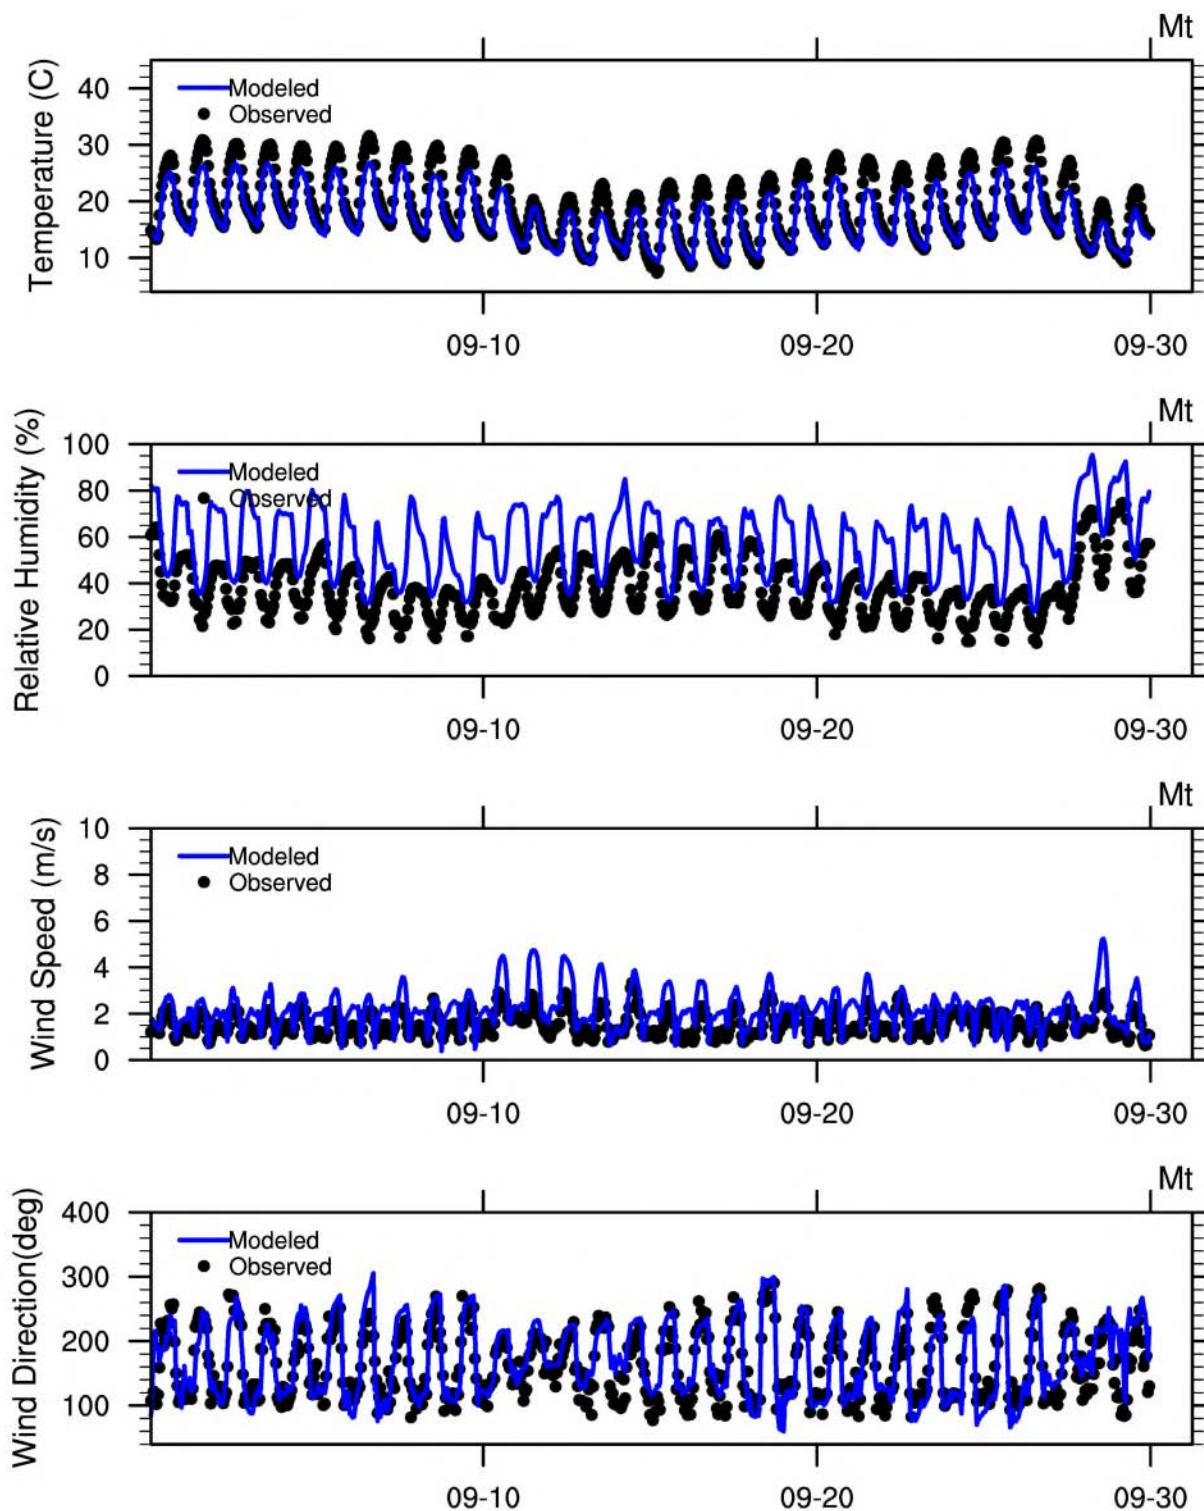 Mt
Temperature (C)
40
30
20
10
Modeled
Observed
09-10 09-20 09-30
Mt
Relative Humidity (%)
100
80
60
40
20
0
Modeled
Observed
09-10 09-20 09-30
Mt
Wind Speed (m/s)
10
8
6
4
2
0
Modeled
Observed
09-10 09-20 09-30
Mt
Wind Direction(deg)
400
300
200
100
Modeled
Observed
09-10 09-20 09-30